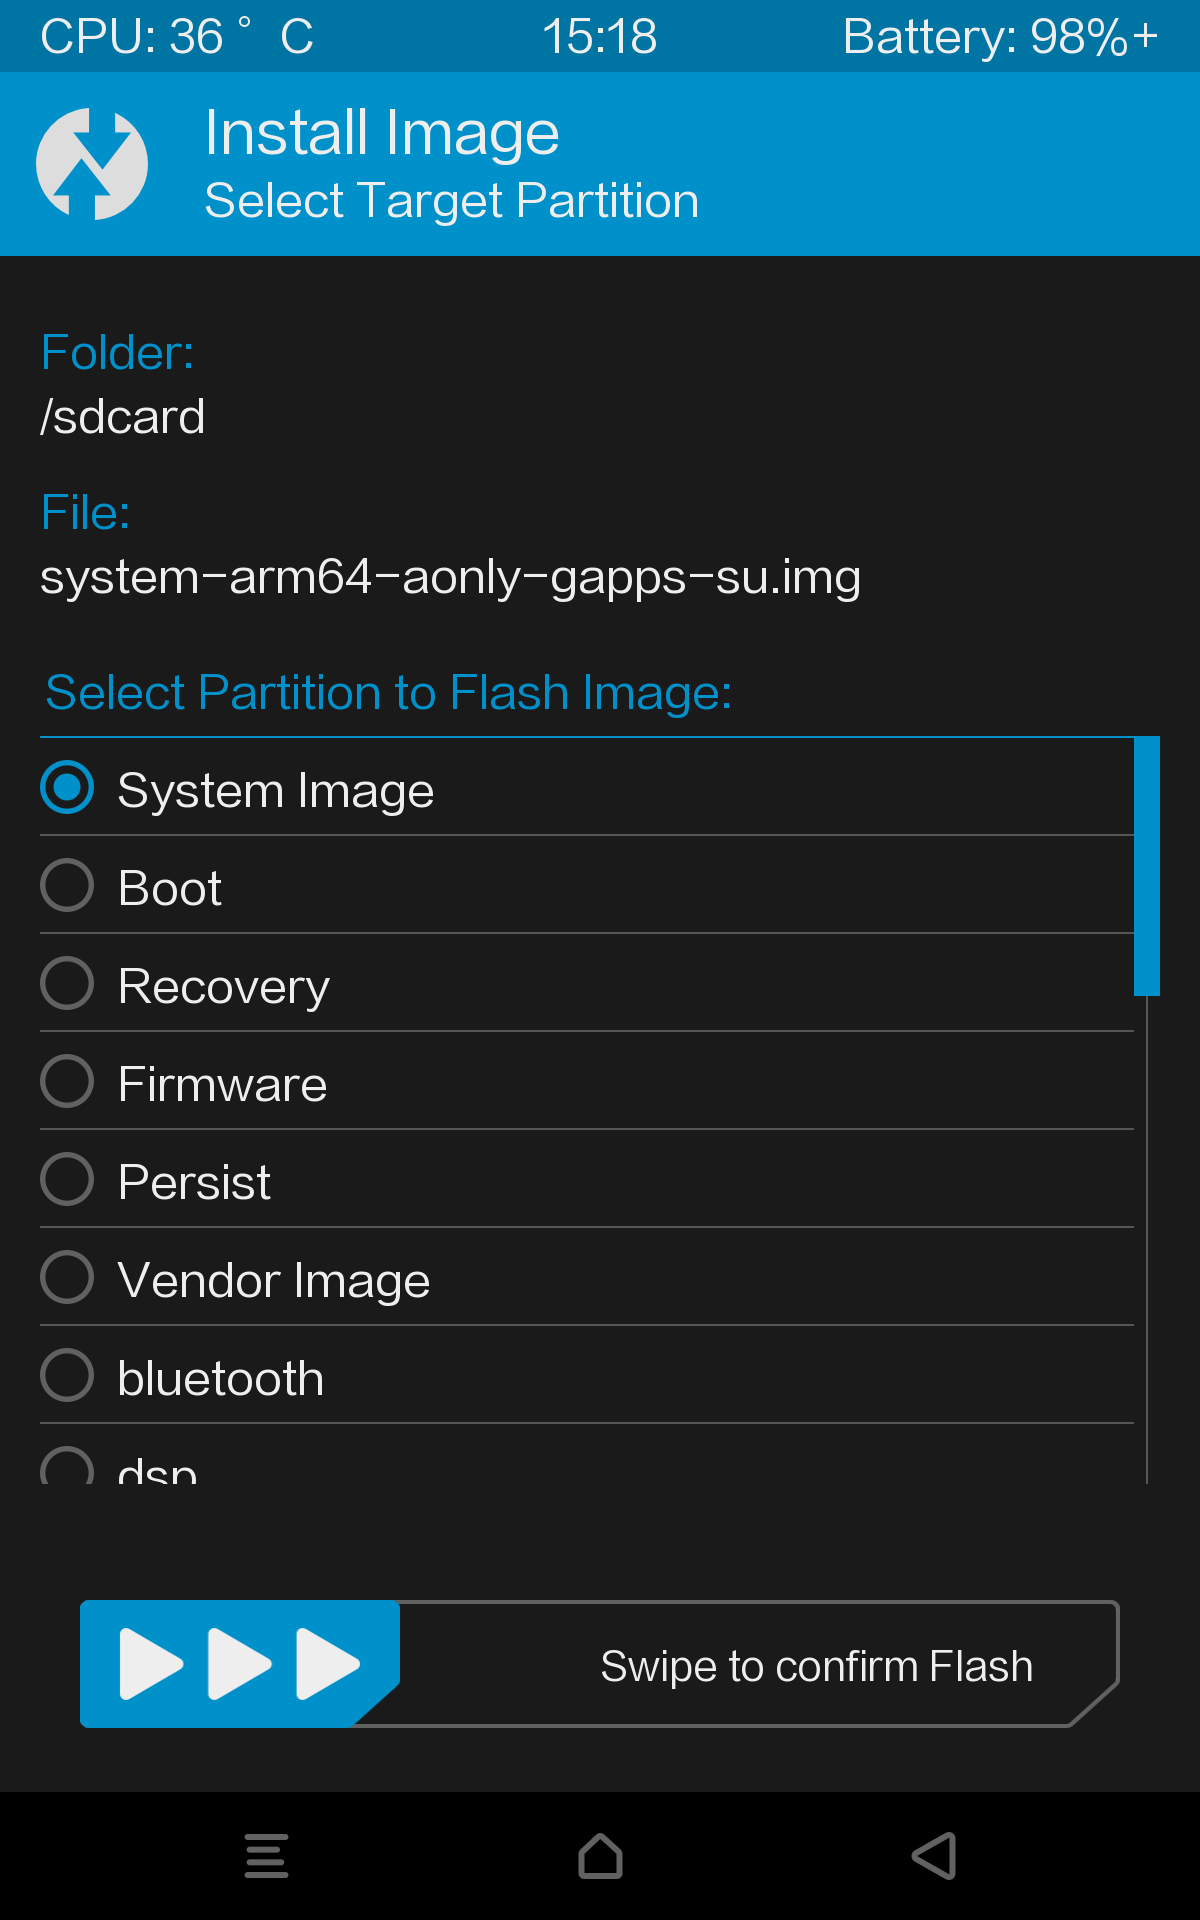 CPU: 36 ° C
15:18
Battery: 98%+
Install Image
Select Target Partition
Folder:
/sdcard
File:
system-arm64-aonly-gapps-su.img
Select Partition to Flash Image:
System Image
Boot
Recovery
Firmware
Persist
Vendor Image
bluetooth
dsp
Swipe to confirm Flash